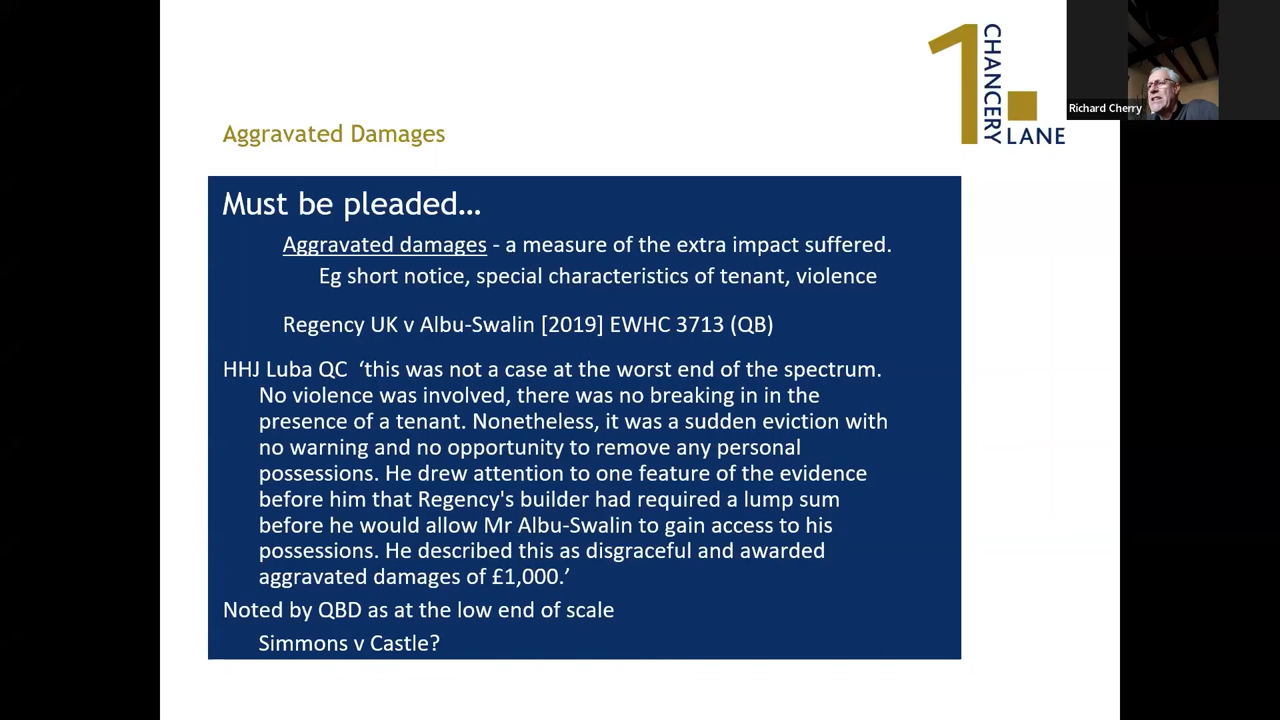 1
CHANCERY
LANE
Richard Cherry
Aggravated Damages
Must be pleaded…
Aggravated damages - a measure of the extra impact suffered.
Eg short notice, special characteristics of tenant, violence
Regency UK v Albu-Swalin [2019] EWHC 3713 (QB)
HHJ Luba QC ‘this was not a case at the worst end of the spectrum.
No violence was involved, there was no breaking in in the
presence of a tenant. Nonetheless, it was a sudden eviction with
no warning and no opportunity to remove any personal
possessions. He drew attention to one feature of the evidence
before him that Regency's builder had required a lump sum
before he would allow Mr Albu-Swalin to gain access to his
possessions. He described this as disgraceful and awarded
aggravated damages of £1,000.’
Noted by QBD as at the low end of scale
Simmons v Castle?